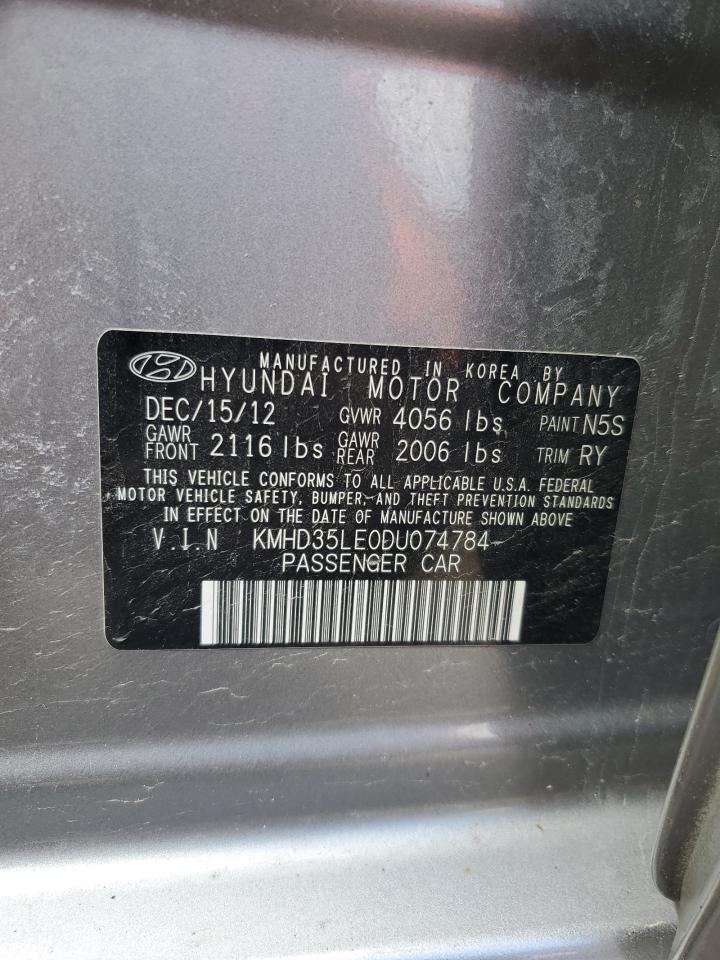 MANUFACTURED IN KOREA BY
HYUNDAI MOTOR COMPANY
DEC/15/12 GVWR 4056 lbs PAINT N5S
GAWR FRONT 2116 lbs GAWR REAR 2006 lbs TRIM RY
THIS VEHICLE CONFORMS TO ALL APPLICABLE U.S.A. FEDERAL
MOTOR VEHICLE SAFETY, BUMPER, AND THEFT PREVENTION STANDARDS
IN EFFECT ON THE DATE OF MANUFACTURE SHOWN ABOVE
V.I.N KMHD35LE0DU074784
PASSENGER CAR